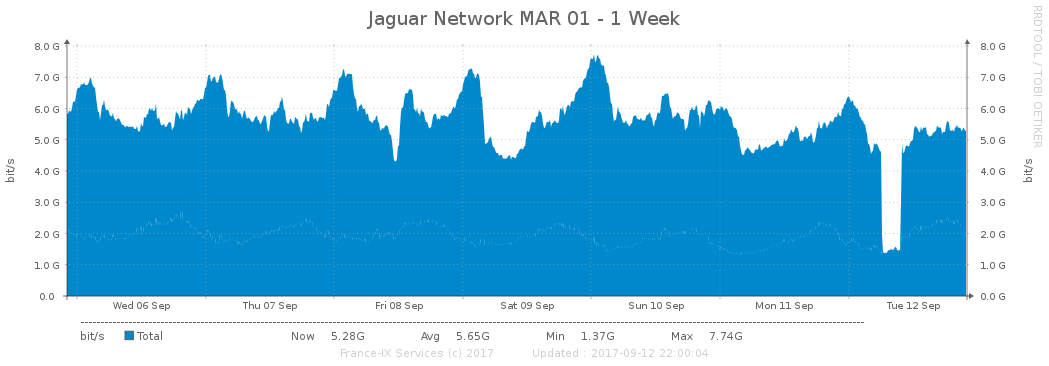 Jaguar Network MAR 01 - 1 Week
RRDTOOL / TOBI OETIKER
bit/s
8.0 G 8.0 G
7.0 G 7.0 G
6.0 G 6.0 G
5.0 G 5.0 G
4.0 G 4.0 G
3.0 G 3.0 G
2.0 G 2.0 G
1.0 G 1.0 G
0.0 0.0 G
bit/s
Wed 06 Sep Thu 07 Sep Fri 08 Sep Sat 09 Sep Sun 10 Sep Mon 11 Sep Tue 12 Sep
bit/s Total Now 5.28G Avg 5.65G Min 1.37G Max 7.74G
France-IX Services (c) 2017 Updated : 2017-09-12 22:00:04